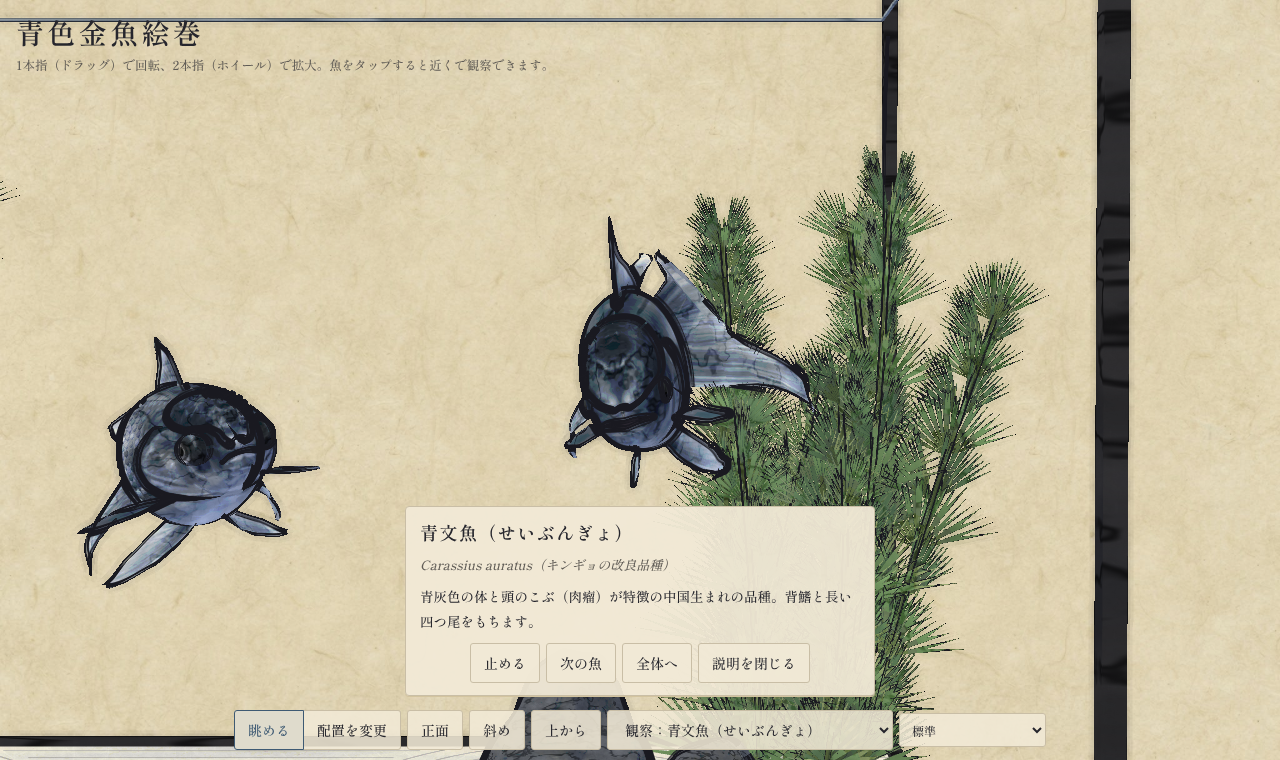 青色金魚絵巻
1本指（ドラッグ）で回転、2本指（ホイール）で拡大。魚をタップすると近くで観察できます。
青文魚（せいぶんぎょ）
Carassius auratus（キンギョの改良品種）
青灰色の体と頭のこぶ（肉瘤）が特徴の中国生まれの品種。背鰭と長い
四つ尾をもちます。
止める 次の魚 全体へ 説明を閉じる
眺める 配置を変更 正面 斜め 上から 観察：青文魚（せいぶんぎょ） 標準